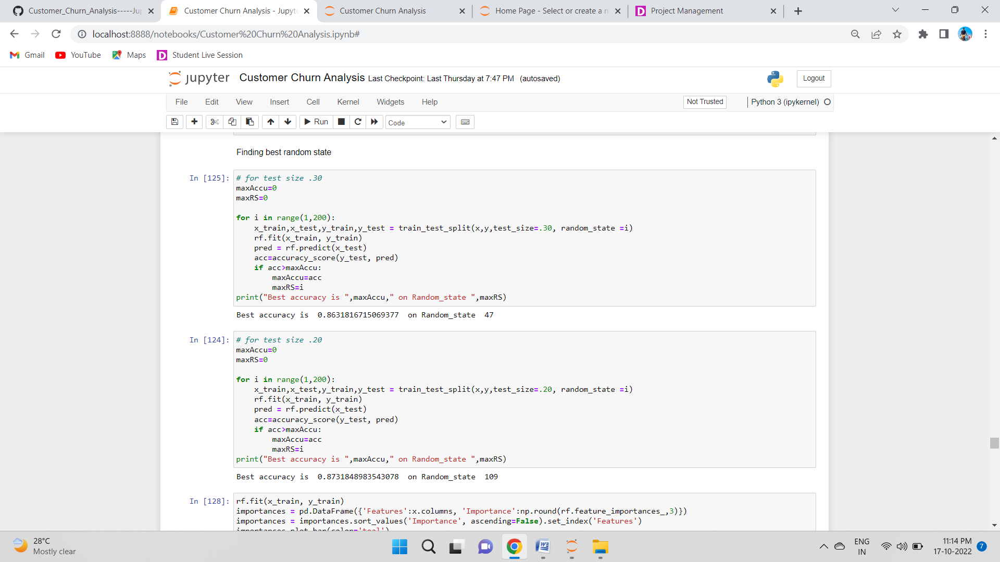 Customer_Churn_Analysis-----Jup
Customer Churn Analysis - Jupyte
Customer Churn Analysis
Home Page - Select or create a n
Project Management
localhost:8888/notebooks/Customer%20Churn%20Analysis.ipynb#
Gmail
YouTube
Maps
Student Live Session
jupyter
Customer Churn Analysis Last Checkpoint: Last Thursday at 7:47 PM (autosaved)
Logout
File Edit View Insert Cell Kernel Widgets Help
Not Trusted
Python 3 (ipykernel)
Run
Code
Finding best random state
In [125]:
# for test size .30
maxAccu=0
maxRS=0
for i in range(1,200):
    x_train,x_test,y_train,y_test = train_test_split(x,y,test_size=.30, random_state =i)
    rf.fit(x_train, y_train)
    pred = rf.predict(x_test)
    acc=accuracy_score(y_test, pred)
    if acc>maxAccu:
        maxAccu=acc
        maxRS=i
print("Best accuracy is ",maxAccu," on Random_state ",maxRS)
Best accuracy is  0.8631816715069377  on Random_state  47
In [124]:
# for test size .20
maxAccu=0
maxRS=0
for i in range(1,200):
    x_train,x_test,y_train,y_test = train_test_split(x,y,test_size=.20, random_state =i)
    rf.fit(x_train, y_train)
    pred = rf.predict(x_test)
    acc=accuracy_score(y_test, pred)
    if acc>maxAccu:
        maxAccu=acc
        maxRS=i
print("Best accuracy is ",maxAccu," on Random_state ",maxRS)
Best accuracy is  0.8731848983543078  on Random_state  109
In [128]:
rf.fit(x_train, y_train)
importances = pd.DataFrame({'Features':x.columns, 'Importance':np.round(rf.feature_importances_,3)})
importances = importances.sort_values('Importance', ascending=False).set_index('Features')
importances.plot.bar(color='teal')
28°C
Mostly clear
ENG
IN
11:14 PM
17-10-2022
7